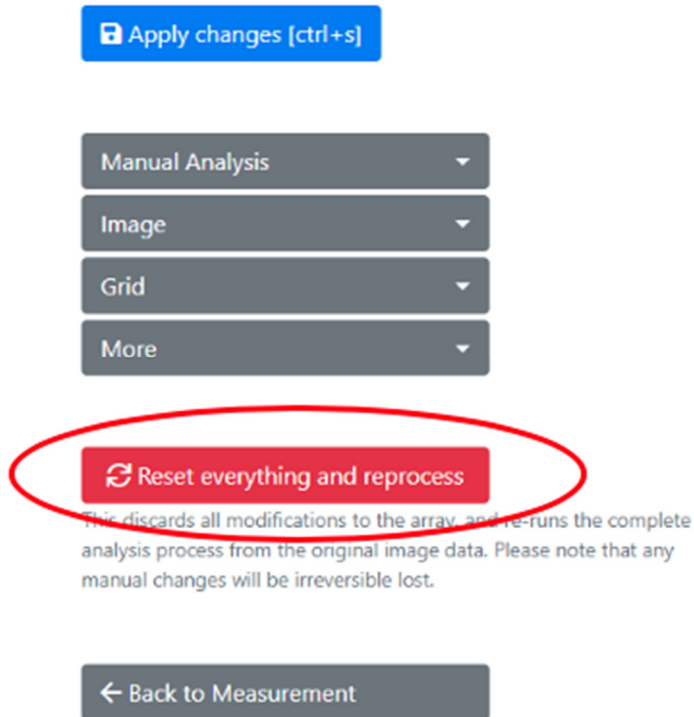 Apply changes [ctrl+s]
Manual Analysis
Image
Grid
More
Reset everything and reprocess
This discards all modifications to the array, and re-runs the complete
analysis process from the original image data. Please note that any
manual changes will be irreversible lost.
Back to Measurement